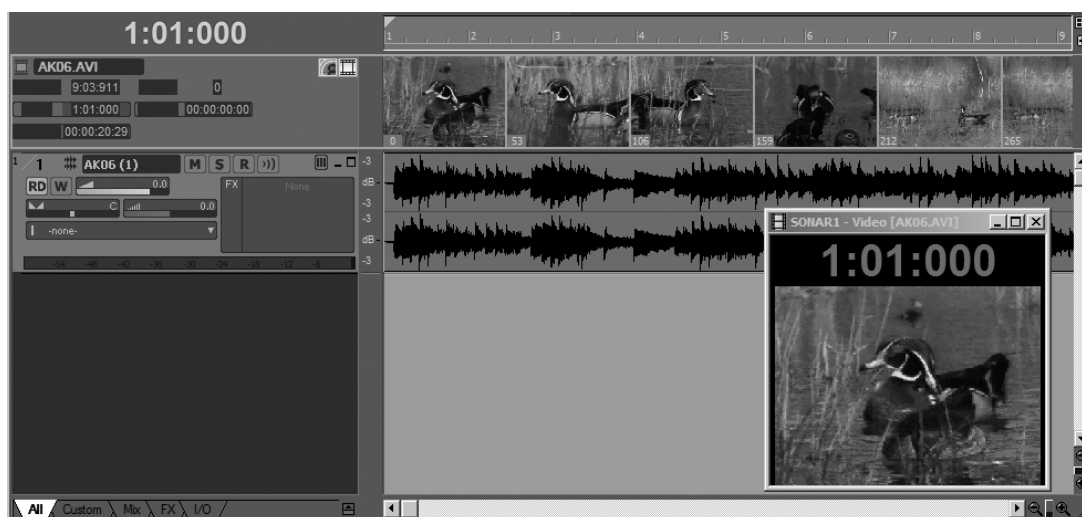 1:01:000
1 2 3 4 5 6 7 8 9
AK06.AVI
9:03:911 0
1:01:000 00:00:00:00
00:00:20:29
0 53 106 159 212 265
1 1 AK06 (1) M S R
RD W 0.0 FX None
C 0.0
-none-
-54 -48 -42 -36 -30 -24 -18 -12 -6
-3
dB-
-3
-3
dB-
-3
SONAR1 - Video [AK06.AVI]
1:01:000
All Custom Mix FX I/O